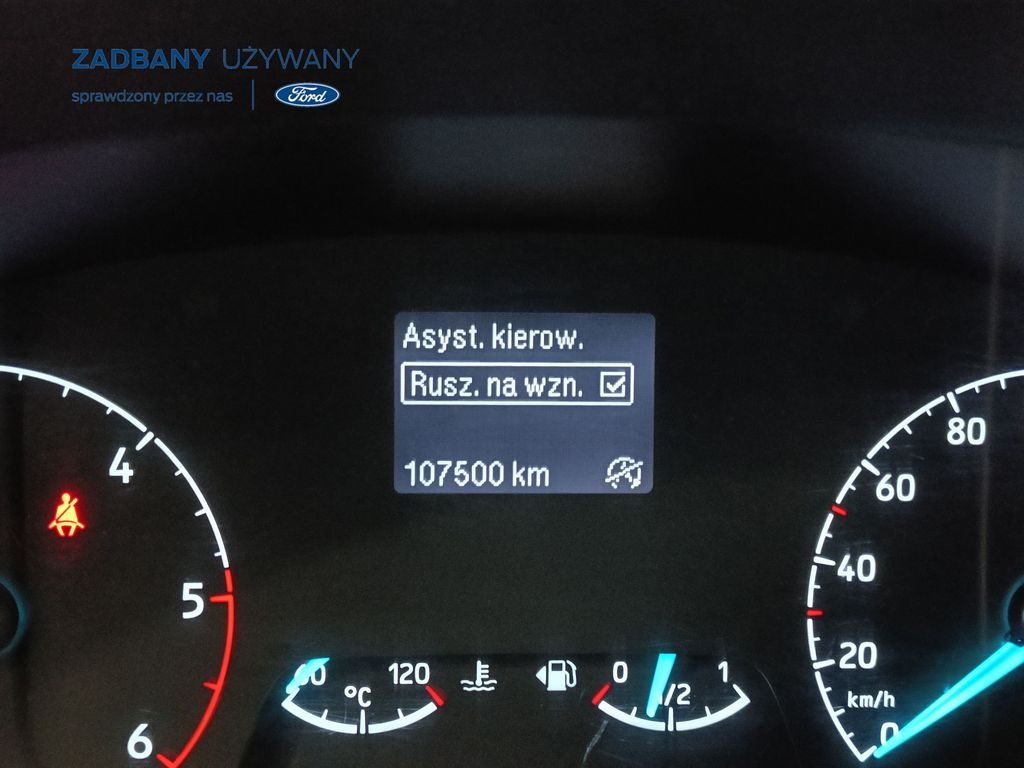 ZADBANY UŻYWANY
sprawdzony przez nas
Ford
Asyst. kierow.
Rusz. na wzn.
107500 km
4
5
6
60
120
°C
0
1/2
1
80
60
40
20
km/h
0